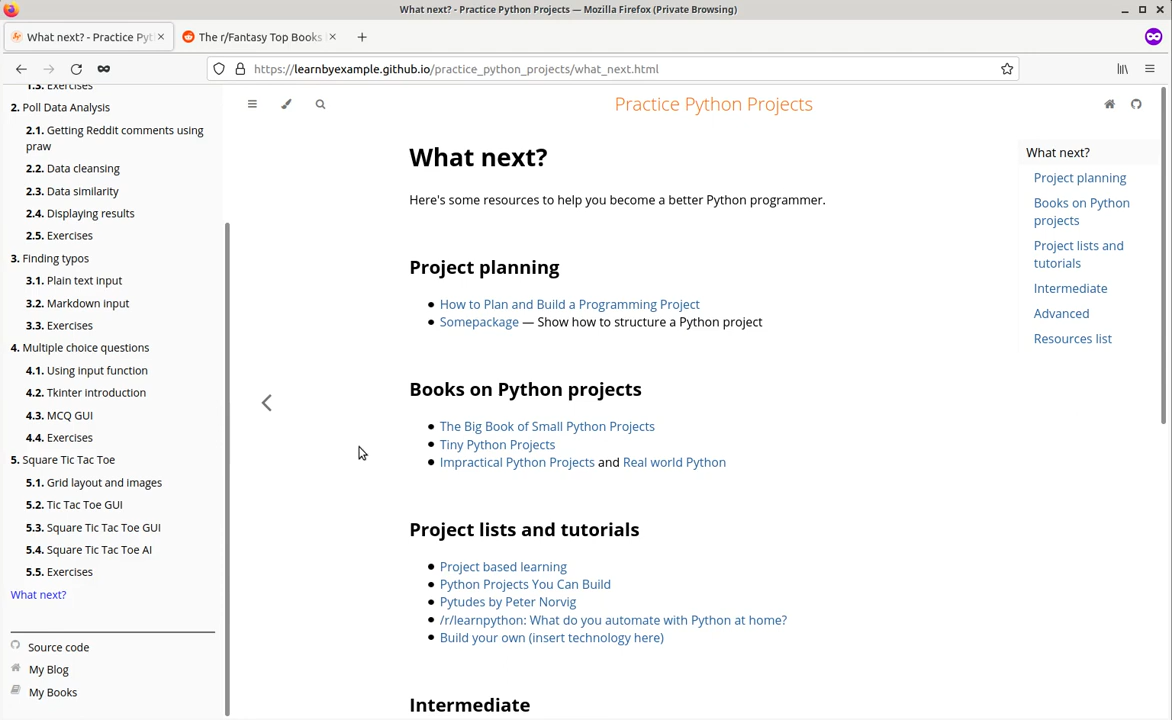 What next? - Practice Python Projects — Mozilla Firefox (Private Browsing)
What next? - Practice Pyt
The r/Fantasy Top Books
https://learnbyexample.github.io/practice_python_projects/what_next.html
1.3. Exercises
2. Poll Data Analysis
2.1. Getting Reddit comments using
praw
2.2. Data cleansing
2.3. Data similarity
2.4. Displaying results
2.5. Exercises
3. Finding typos
3.1. Plain text input
3.2. Markdown input
3.3. Exercises
4. Multiple choice questions
4.1. Using input function
4.2. Tkinter introduction
4.3. MCQ GUI
4.4. Exercises
5. Square Tic Tac Toe
5.1. Grid layout and images
5.2. Tic Tac Toe GUI
5.3. Square Tic Tac Toe GUI
5.4. Square Tic Tac Toe AI
5.5. Exercises
What next?
Source code
My Blog
My Books
Practice Python Projects
What next?
Here's some resources to help you become a better Python programmer.
Project planning
• How to Plan and Build a Programming Project
• Somepackage — Show how to structure a Python project
Books on Python projects
• The Big Book of Small Python Projects
• Tiny Python Projects
• Impractical Python Projects and Real world Python
Project lists and tutorials
• Project based learning
• Python Projects You Can Build
• Pytudes by Peter Norvig
• /r/learnpython: What do you automate with Python at home?
• Build your own (insert technology here)
Intermediate
What next?
Project planning
Books on Python
projects
Project lists and
tutorials
Intermediate
Advanced
Resources list